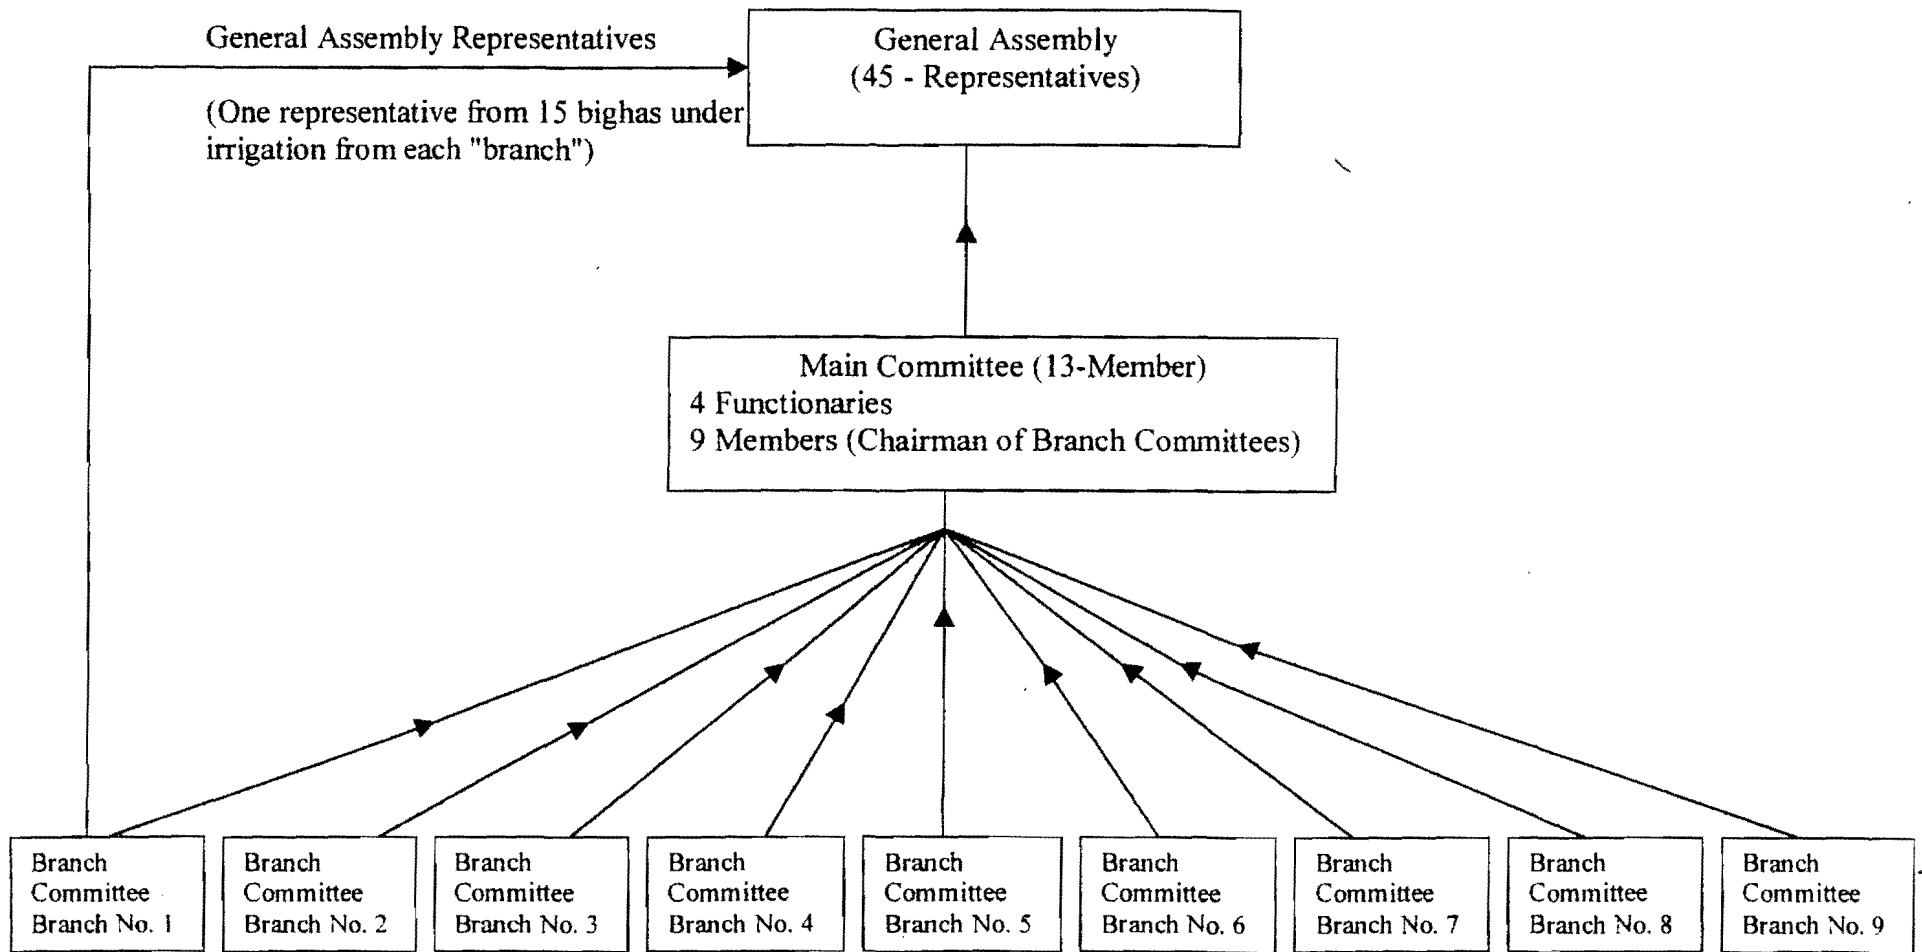 General Assembly Representatives
(One representative from 15 bighas under
irrigation from each "branch")
General Assembly
(45 - Representatives)
Main Committee (13-Member)
4 Functionaries
9 Members (Chairman of Branch Committees)
Branch
Committee
Branch No. 1
Branch
Committee
Branch No. 2
Branch
Committee
Branch No. 3
Branch
Committee
Branch No. 4
Branch
Committee
Branch No. 5
Branch
Committee
Branch No. 6
Branch
Committee
Branch No. 7
Branch
Committee
Branch No. 8
Branch
Committee
Branch No. 9